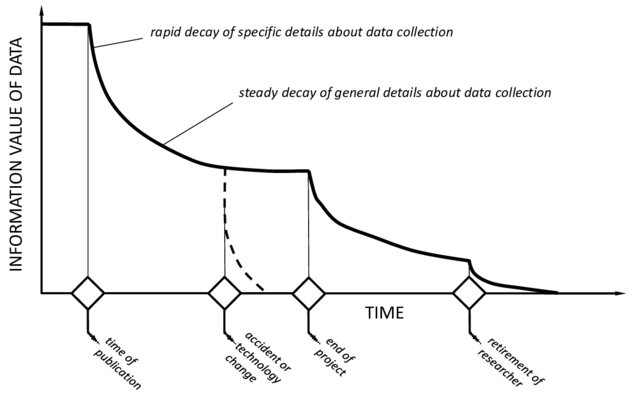 rapid decay of specific details about data collection
steady decay of general details about data collection
INFORMATION VALUE OF DATA
TIME
time of
publication
accident or
technology
change
end of
project
retirement of
researcher